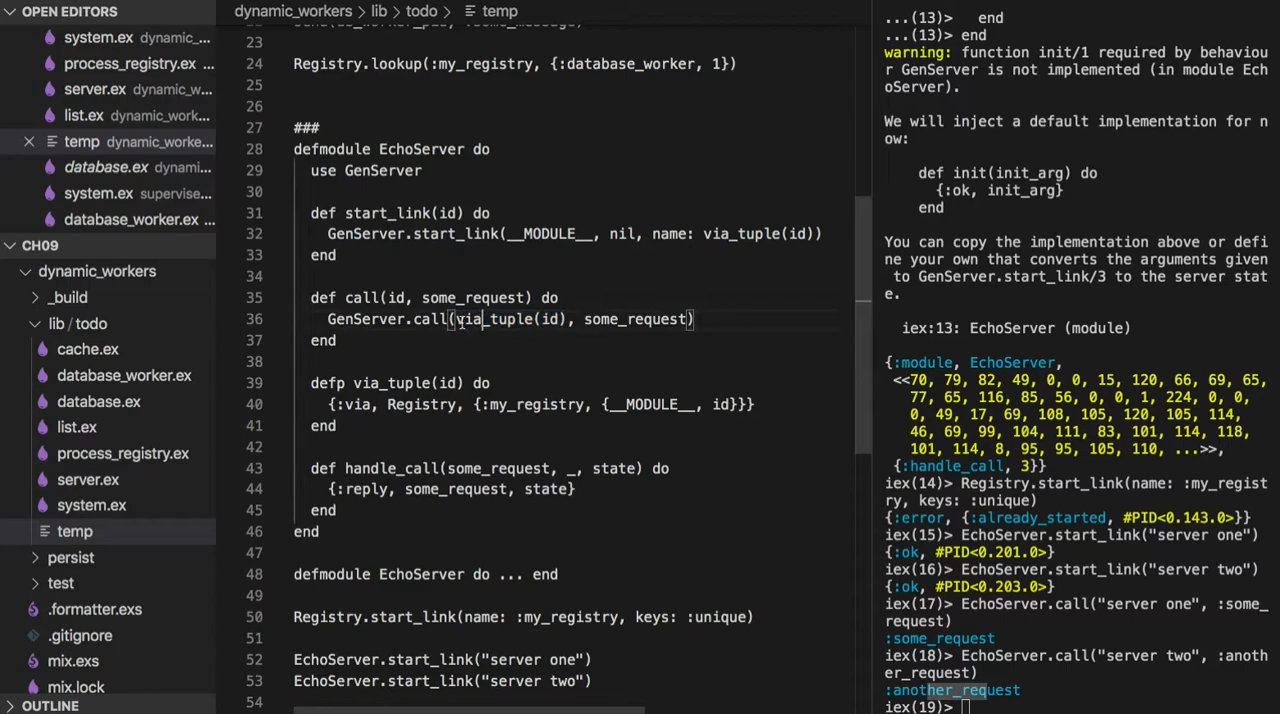 OPEN EDITORS
system.ex dynamic_...
process_registry.ex ...
server.ex dynamic_w...
list.ex dynamic_work...
temp dynamic_worke...
database.ex dynami...
system.ex supervise...
database_worker.ex ...
CH09
dynamic_workers
_build
lib / todo
cache.ex
database_worker.ex
database.ex
list.ex
process_registry.ex
server.ex
system.ex
temp
persist
test
.formatter.exs
.gitignore
mix.exs
mix.lock
OUTLINE
dynamic_workers > lib > todo > temp
23
24 Registry.lookup(:my_registry, {:database_worker, 1})
25
26
27 ###
28 defmodule EchoServer do
29 use GenServer
30
31 def start_link(id) do
32 GenServer.start_link(__MODULE__, nil, name: via_tuple(id))
33 end
34
35 def call(id, some_request) do
36 GenServer.call(via_tuple(id), some_request)
37 end
38
39 defp via_tuple(id) do
40 {:via, Registry, {:my_registry, {__MODULE__, id}}}
41 end
42
43 def handle_call(some_request, _, state) do
44 {:reply, some_request, state}
45 end
46 end
47
48 defmodule EchoServer do ... end
49
50 Registry.start_link(name: :my_registry, keys: :unique)
51
52 EchoServer.start_link("server one")
53 EchoServer.start_link("server two")
54
...(13)> end
...(13)> end
warning: function init/1 required by behaviou
r GenServer is not implemented (in module Ech
oServer).
We will inject a default implementation for n
ow:
def init(init_arg) do
{:ok, init_arg}
end
You can copy the implementation above or defi
ne your own that converts the arguments given
to GenServer.start_link/3 to the server stat
e.
iex:13: EchoServer (module)
{:module, EchoServer,
<<70, 79, 82, 49, 0, 0, 15, 120, 66, 69, 65,
77, 65, 116, 85, 56, 0, 0, 1, 224, 0, 0,
0, 49, 17, 69, 108, 105, 120, 105, 114,
46, 69, 99, 104, 111, 83, 101, 114, 118,
101, 114, 8, 95, 95, 105, 110, ...>>,
{:handle_call, 3}}
iex(14)> Registry.start_link(name: :my_regist
ry, keys: :unique)
{:error, {:already_started, #PID<0.143.0>}}
iex(15)> EchoServer.start_link("server one")
{:ok, #PID<0.201.0>}
iex(16)> EchoServer.start_link("server two")
{:ok, #PID<0.203.0>}
iex(17)> EchoServer.call("server one", :some_
request)
:some_request
iex(18)> EchoServer.call("server two", :anoth
er_request)
:another_request
iex(19)>